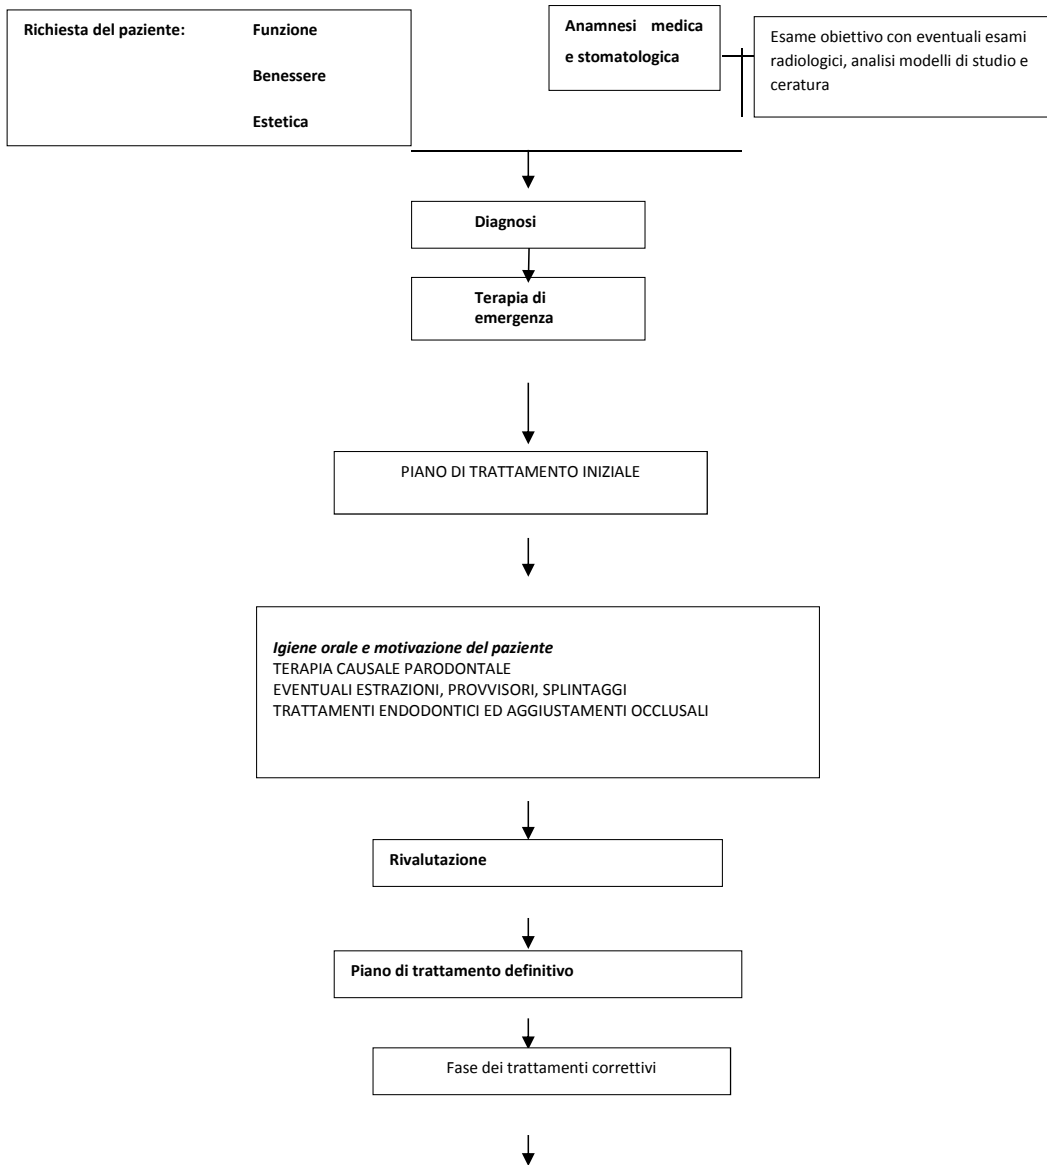 Richiesta del paziente: Funzione
Benessere
Estetica
Anamnesi medica
e stomatologica
Esame obiettivo con eventuali esami
radiologici, analisi modelli di studio e
ceratura
Diagnosi
Terapia di
emergenza
PIANO DI TRATTAMENTO INIZIALE
Igiene orale e motivazione del paziente
TERAPIA CAUSALE PARODONTALE
EVENTUALI ESTRAZIONI, PROVVISORI, SPLINTAGGI
TRATTAMENTI ENDODONTICI ED AGGIUSTAMENTI OCCLUSALI
Rivalutazione
Piano di trattamento definitivo
Fase dei trattamenti correttivi